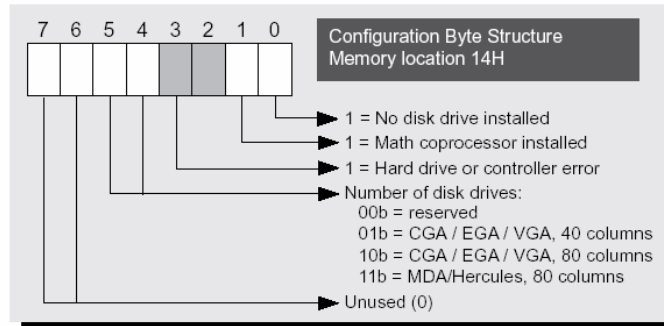 7 6 5 4 3 2 1 0
Configuration Byte Structure
Memory location 14H
1 = No disk drive installed
1 = Math coprocessor installed
1 = Hard drive or controller error
Number of disk drives:
00b = reserved
01b = CGA / EGA / VGA, 40 columns
10b = CGA / EGA / VGA, 80 columns
11b = MDA/Hercules, 80 columns
Unused (0)